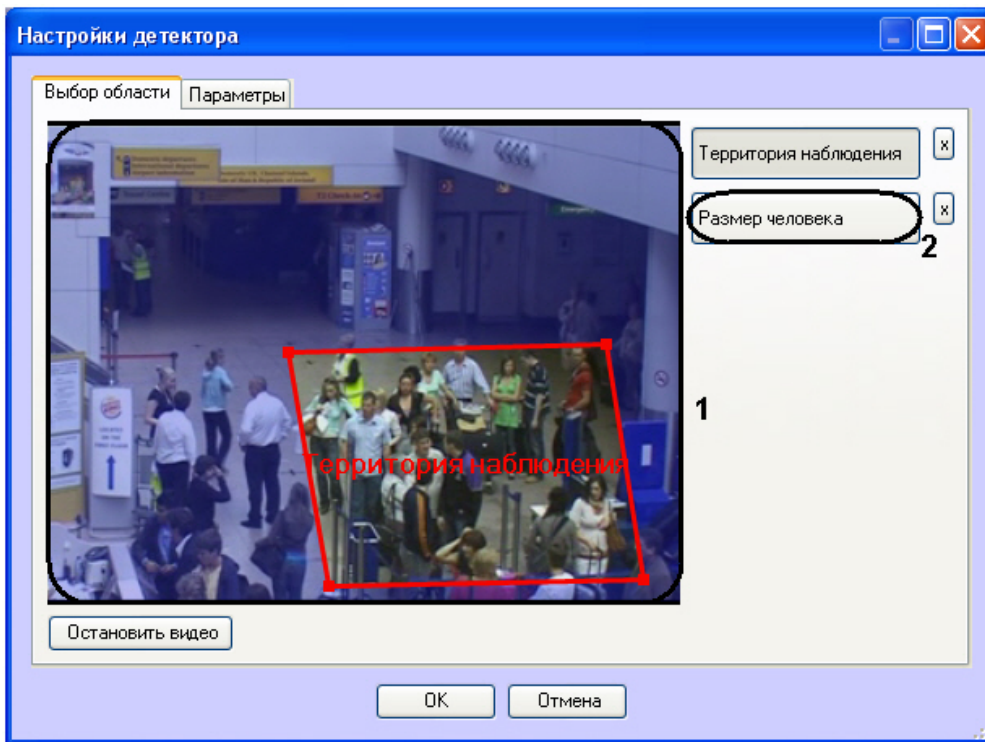 Настройки детектора
Выбор области
Параметры
Территория наблюдения
x
Размер человека
x
2
1
Территория наблюдения
Остановить видео
OK
Отмена